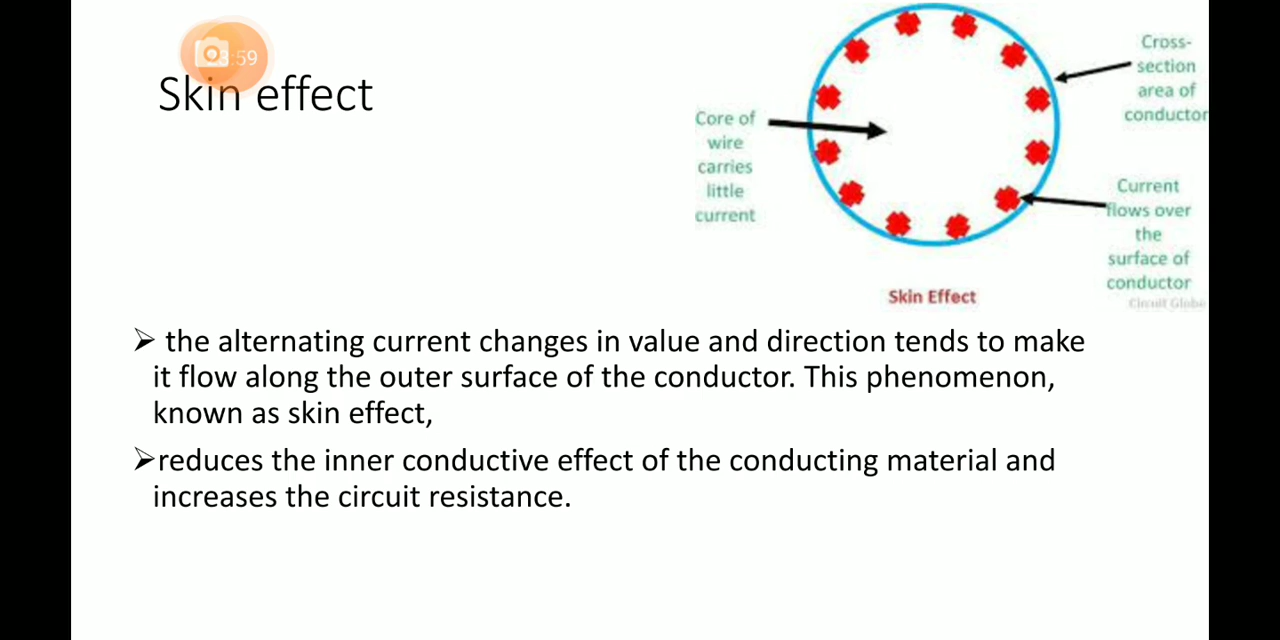 :59
Skin effect
Core of
wire
carries
little
current
Cross-
section
area of
conductor
Current
flows over
the
surface of
conductor
Skin Effect
Circuit Globe
➢ the alternating current changes in value and direction tends to make
it flow along the outer surface of the conductor. This phenomenon,
known as skin effect,
➢reduces the inner conductive effect of the conducting material and
increases the circuit resistance.